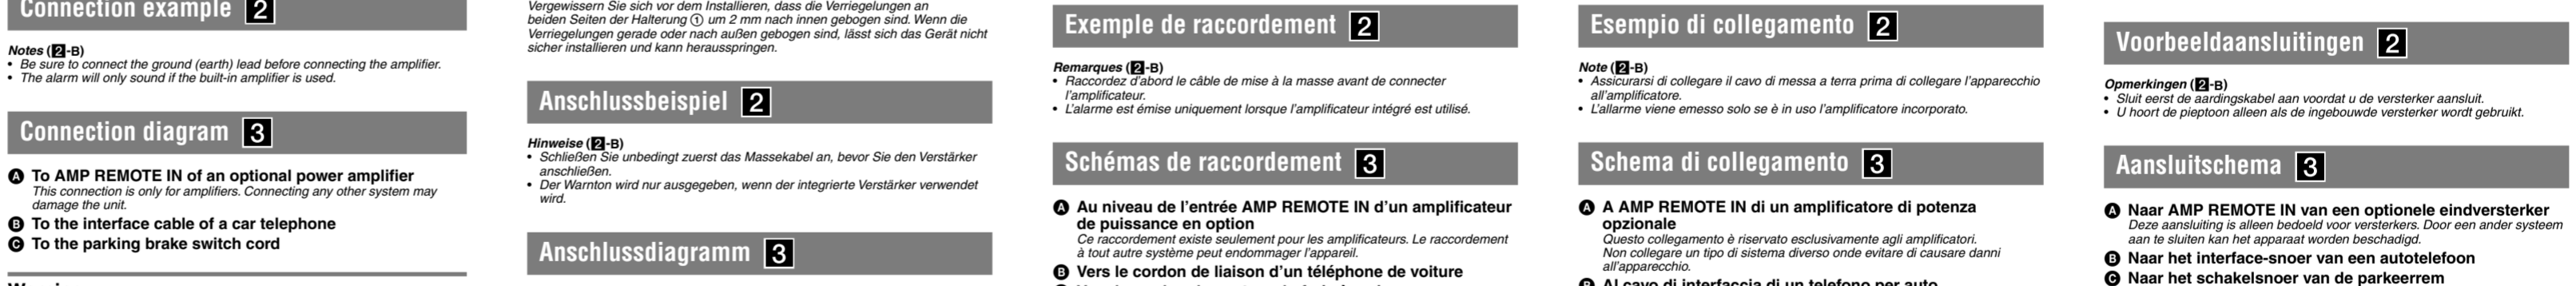 Connection example 2
Notes (2-B)
• Be sure to connect the ground (earth) lead before connecting the amplifier.
• The alarm will only sound if the built-in amplifier is used.
Connection diagram 3
A To AMP REMOTE IN of an optional power amplifier
This connection is only for amplifiers. Connecting any other system may
damage the unit.
B To the interface cable of a car telephone
C To the parking brake switch cord
Vergewissern Sie sich vor dem Installieren, dass die Verriegelungen an
beiden Seiten der Halterung ① um 2 mm nach innen gebogen sind. Wenn die
Verriegelungen gerade oder nach außen gebogen sind, lässt sich das Gerät nicht
sicher installieren und kann herausspringen.
Anschlussbeispiel 2
Hinweise (2-B)
• Schließen Sie unbedingt zuerst das Massekabel an, bevor Sie den Verstärker
anschließen.
• Der Warnton wird nur ausgegeben, wenn der integrierte Verstärker verwendet
wird.
Anschlussdiagramm 3
Exemple de raccordement 2
Remarques (2-B)
• Raccordez d'abord le câble de mise à la masse avant de connecter
l'amplificateur.
• L'alarme est émise uniquement lorsque l'amplificateur intégré est utilisé.
Schémas de raccordement 3
A Au niveau de l'entrée AMP REMOTE IN d'un amplificateur
de puissance en option
Ce raccordement existe seulement pour les amplificateurs. Le raccordement
à tout autre système peut endommager l'appareil.
B Vers le cordon de liaison d'un téléphone de voiture
Esempio di collegamento 2
Note (2-B)
• Assicurarsi di collegare il cavo di messa a terra prima di collegare l'apparecchio
all'amplificatore.
• L'allarme viene emesso solo se è in uso l'amplificatore incorporato.
Schema di collegamento 3
A A AMP REMOTE IN di un amplificatore di potenza
opzionale
Questo collegamento è riservato esclusivamente agli amplificatori.
Non collegare un tipo di sistema diverso onde evitare di causare danni
all'apparecchio.
B Al cavo di interfaccia di un telefono per auto
Voorbeeldaansluitingen 2
Opmerkingen (2-B)
• Sluit eerst de aardingskabel aan voordat u de versterker aansluit.
• U hoort de pieptoon alleen als de ingebouwde versterker wordt gebruikt.
Aansluitschema 3
A Naar AMP REMOTE IN van een optionele eindversterker
Deze aansluiting is alleen bedoeld voor versterkers. Door een ander systeem
aan te sluiten kan het apparaat worden beschadigd.
B Naar het interface-snoer van een autotelefoon
C Naar het schakelsnoer van de parkeerrem